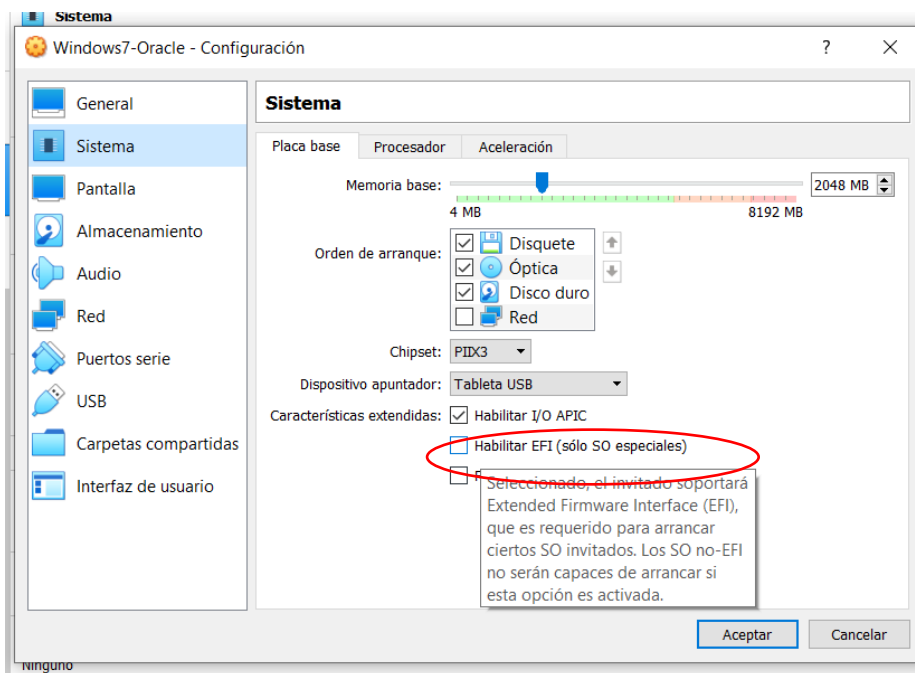 Sistema
Windows7-Oracle - Configuración
?
General
Sistema
Pantalla
Almacenamiento
Audio
Red
Puertos serie
USB
Carpetas compartidas
Interfaz de usuario
Sistema
Placa base Procesador Aceleración
Memoria base: 2048 MB
4 MB 8192 MB
Orden de arranque:
Disquete
Óptica
Disco duro
Red
Chipset: PIIX3
Dispositivo apuntador: Tableta USB
Características extendidas: Habilitar I/O APIC
Habilitar EFI (sólo SO especiales)
Seleccionado, el invitado soportará
Extended Firmware Interface (EFI),
que es requerido para arrancar
ciertos SO invitados. Los SO no-EFI
no serán capaces de arrancar si
esta opción es activada.
Aceptar Cancelar
Ninguno